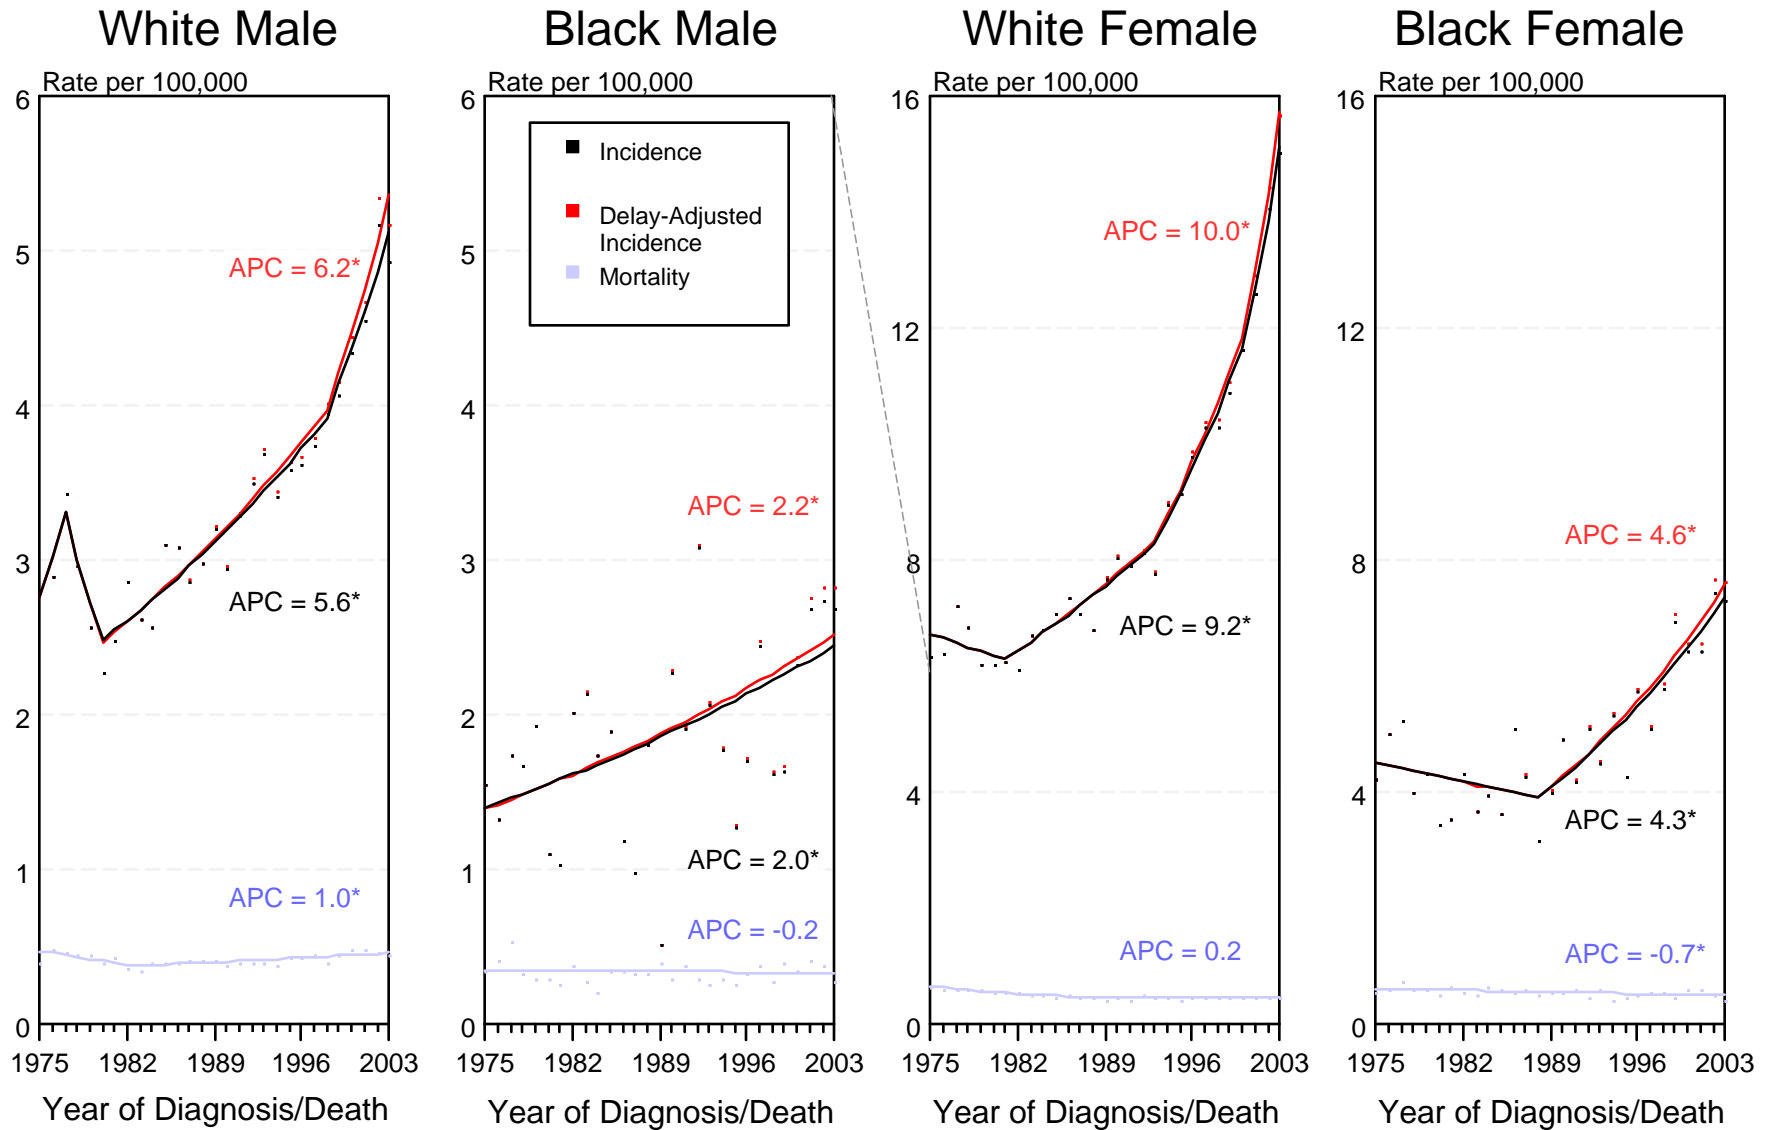 White Male
Rate per 100,000
6
5
4
3
2
1
0
APC = 6.2*
APC = 5.6*
APC = 1.0*
1975 1982 1989 1996 2003
Year of Diagnosis/Death
Black Male
Rate per 100,000
6
5
4
3
2
1
0
Incidence
Delay-Adjusted
Incidence
Mortality
APC = 2.2*
APC = 2.0*
APC = -0.2
1975 1982 1989 1996 2003
Year of Diagnosis/Death
White Female
Rate per 100,000
16
12
8
4
0
APC = 10.0*
APC = 9.2*
APC = 0.2
1975 1982 1989 1996 2003
Year of Diagnosis/Death
Black Female
Rate per 100,000
16
12
8
4
0
APC = 4.6*
APC = 4.3*
APC = -0.7*
1975 1982 1989 1996 2003
Year of Diagnosis/Death